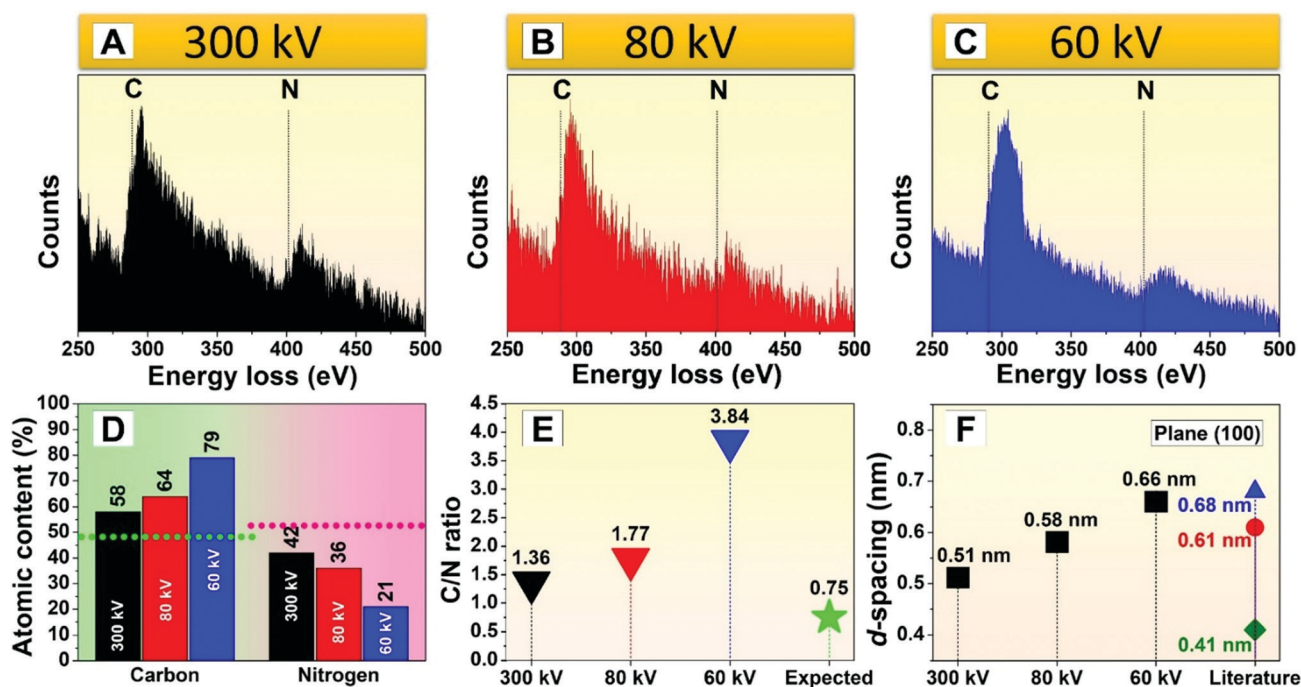 A 300 kV
C N
Counts
250 300 350 400 450 500
Energy loss (eV)
B 80 kV
C N
Counts
250 300 350 400 450 500
Energy loss (eV)
C 60 kV
C N
Counts
250 300 350 400 450 500
Energy loss (eV)
D
Atomic content (%)
100
90
80
70
60
50
40
30
20
10
0
58 64 79 42 36 21
300 kV 80 kV 60 kV 300 kV 80 kV 60 kV
Carbon Nitrogen
E
C/N ratio
4.5
4.0
3.5
3.0
2.5
2.0
1.5
1.0
0.5
0.0
1.36 1.77 3.84 0.75
300 kV 80 kV 60 kV Expected
F
Plane (100)
d-spacing (nm)
0.8
0.7
0.6
0.5
0.4
0.51 nm 0.58 nm 0.66 nm
0.68 nm
0.61 nm
0.41 nm
300 kV 80 kV 60 kV Literature